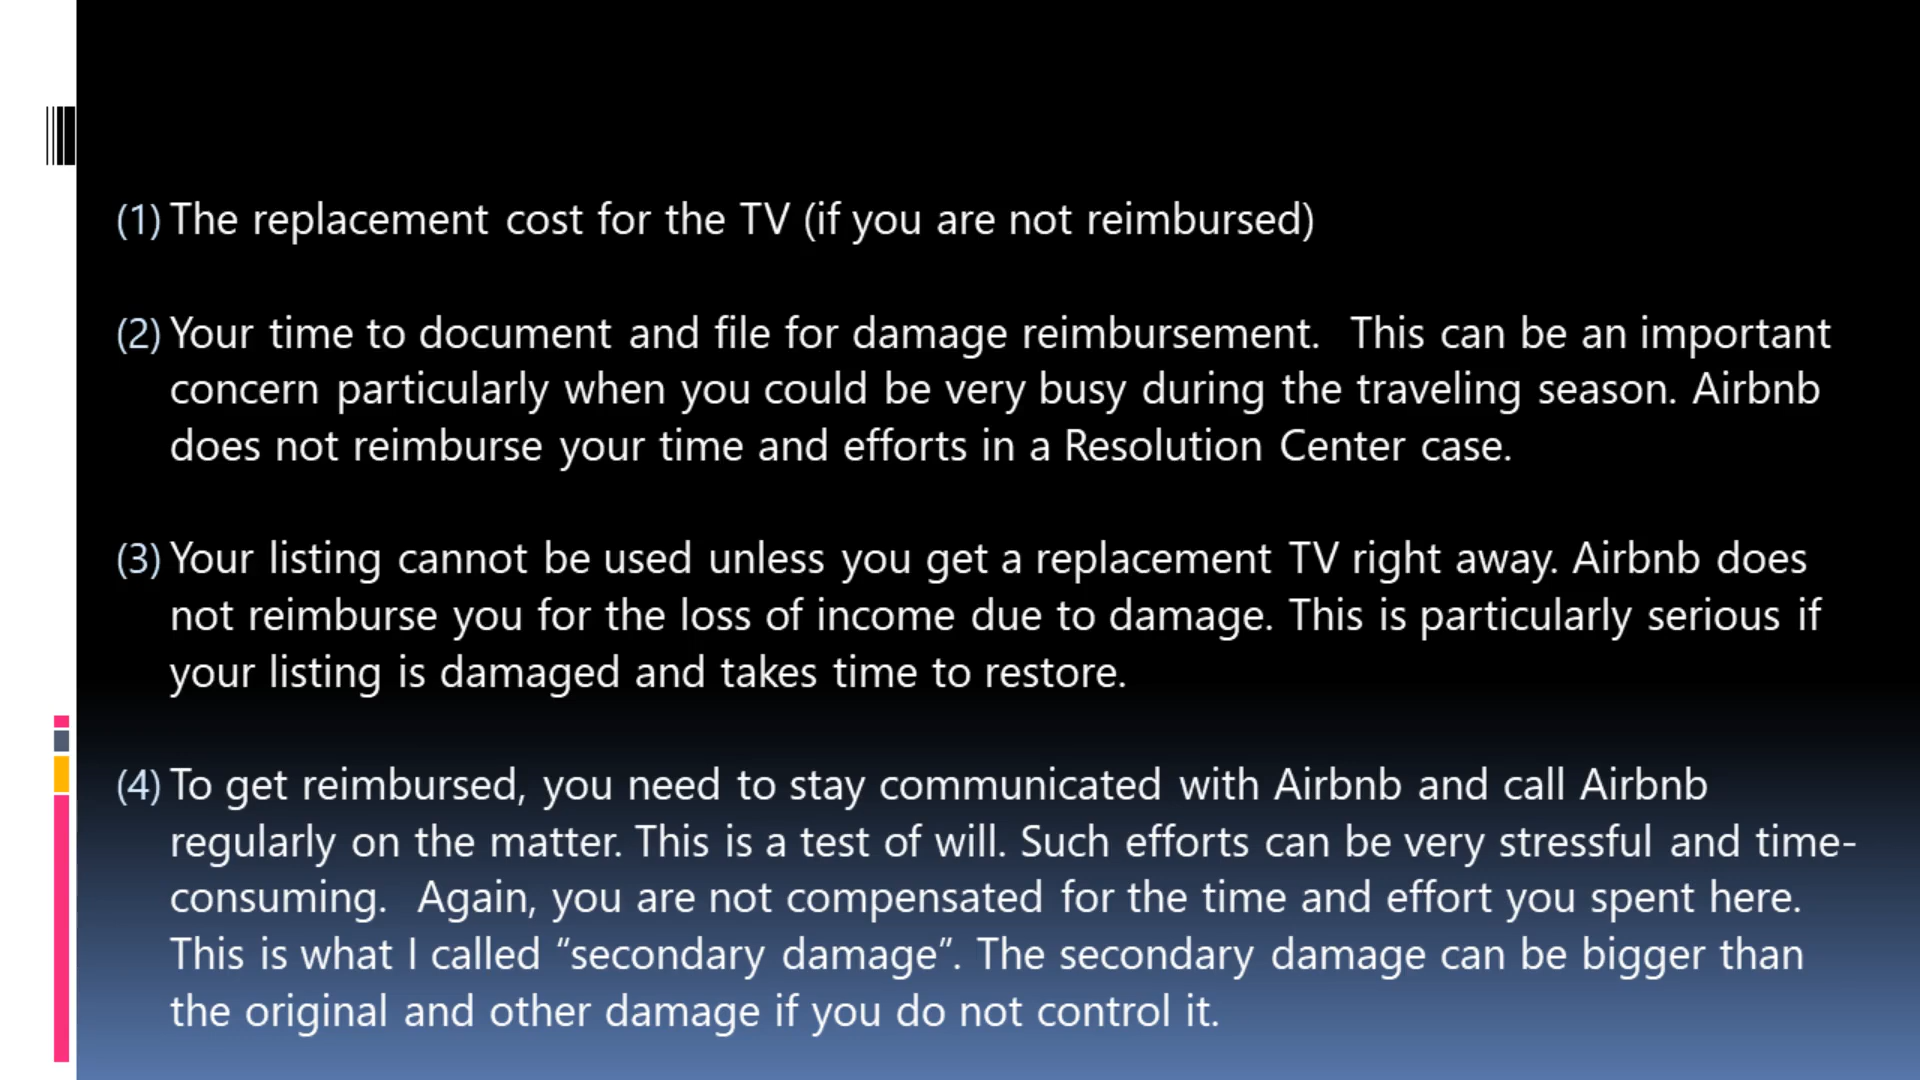 (1) The replacement cost for the TV (if you are not reimbursed)
(2) Your time to document and file for damage reimbursement.  This can be an important
concern particularly when you could be very busy during the traveling season. Airbnb
does not reimburse your time and efforts in a Resolution Center case.
(3) Your listing cannot be used unless you get a replacement TV right away. Airbnb does
not reimburse you for the loss of income due to damage. This is particularly serious if
your listing is damaged and takes time to restore.
(4) To get reimbursed, you need to stay communicated with Airbnb and call Airbnb
regularly on the matter. This is a test of will. Such efforts can be very stressful and time-
consuming.  Again, you are not compensated for the time and effort you spent here.
This is what I called “secondary damage”. The secondary damage can be bigger than
the original and other damage if you do not control it.